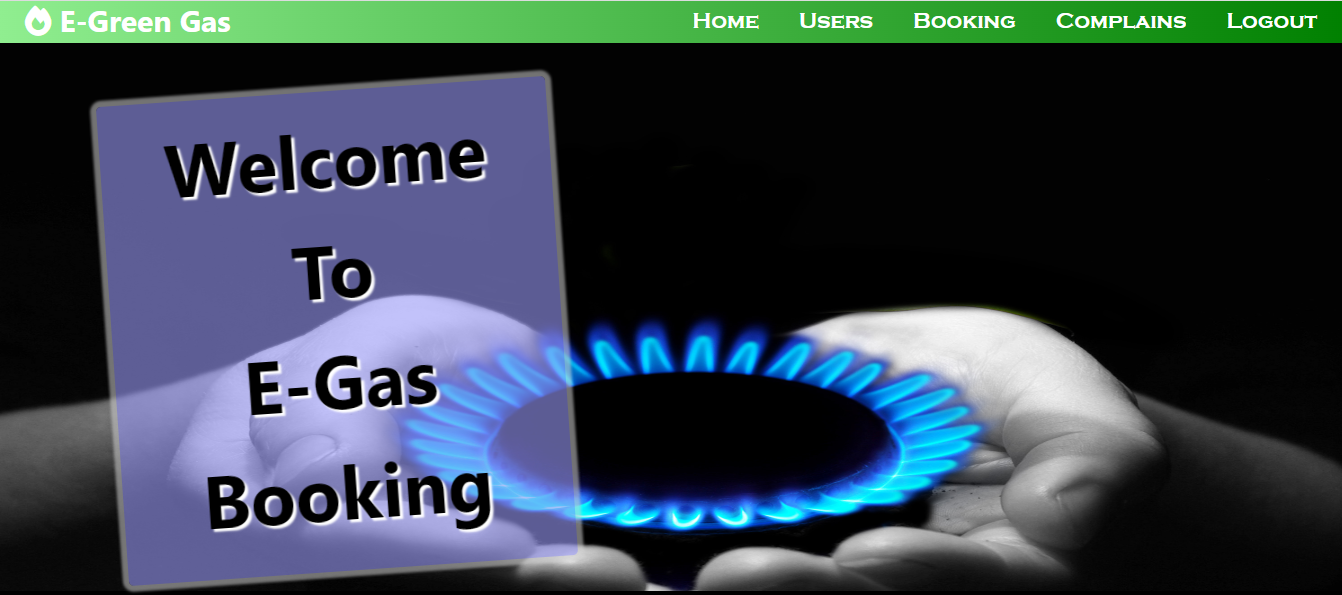 E-Green Gas
Home Users Booking Complains Logout
Welcome
To
E-Gas
Booking